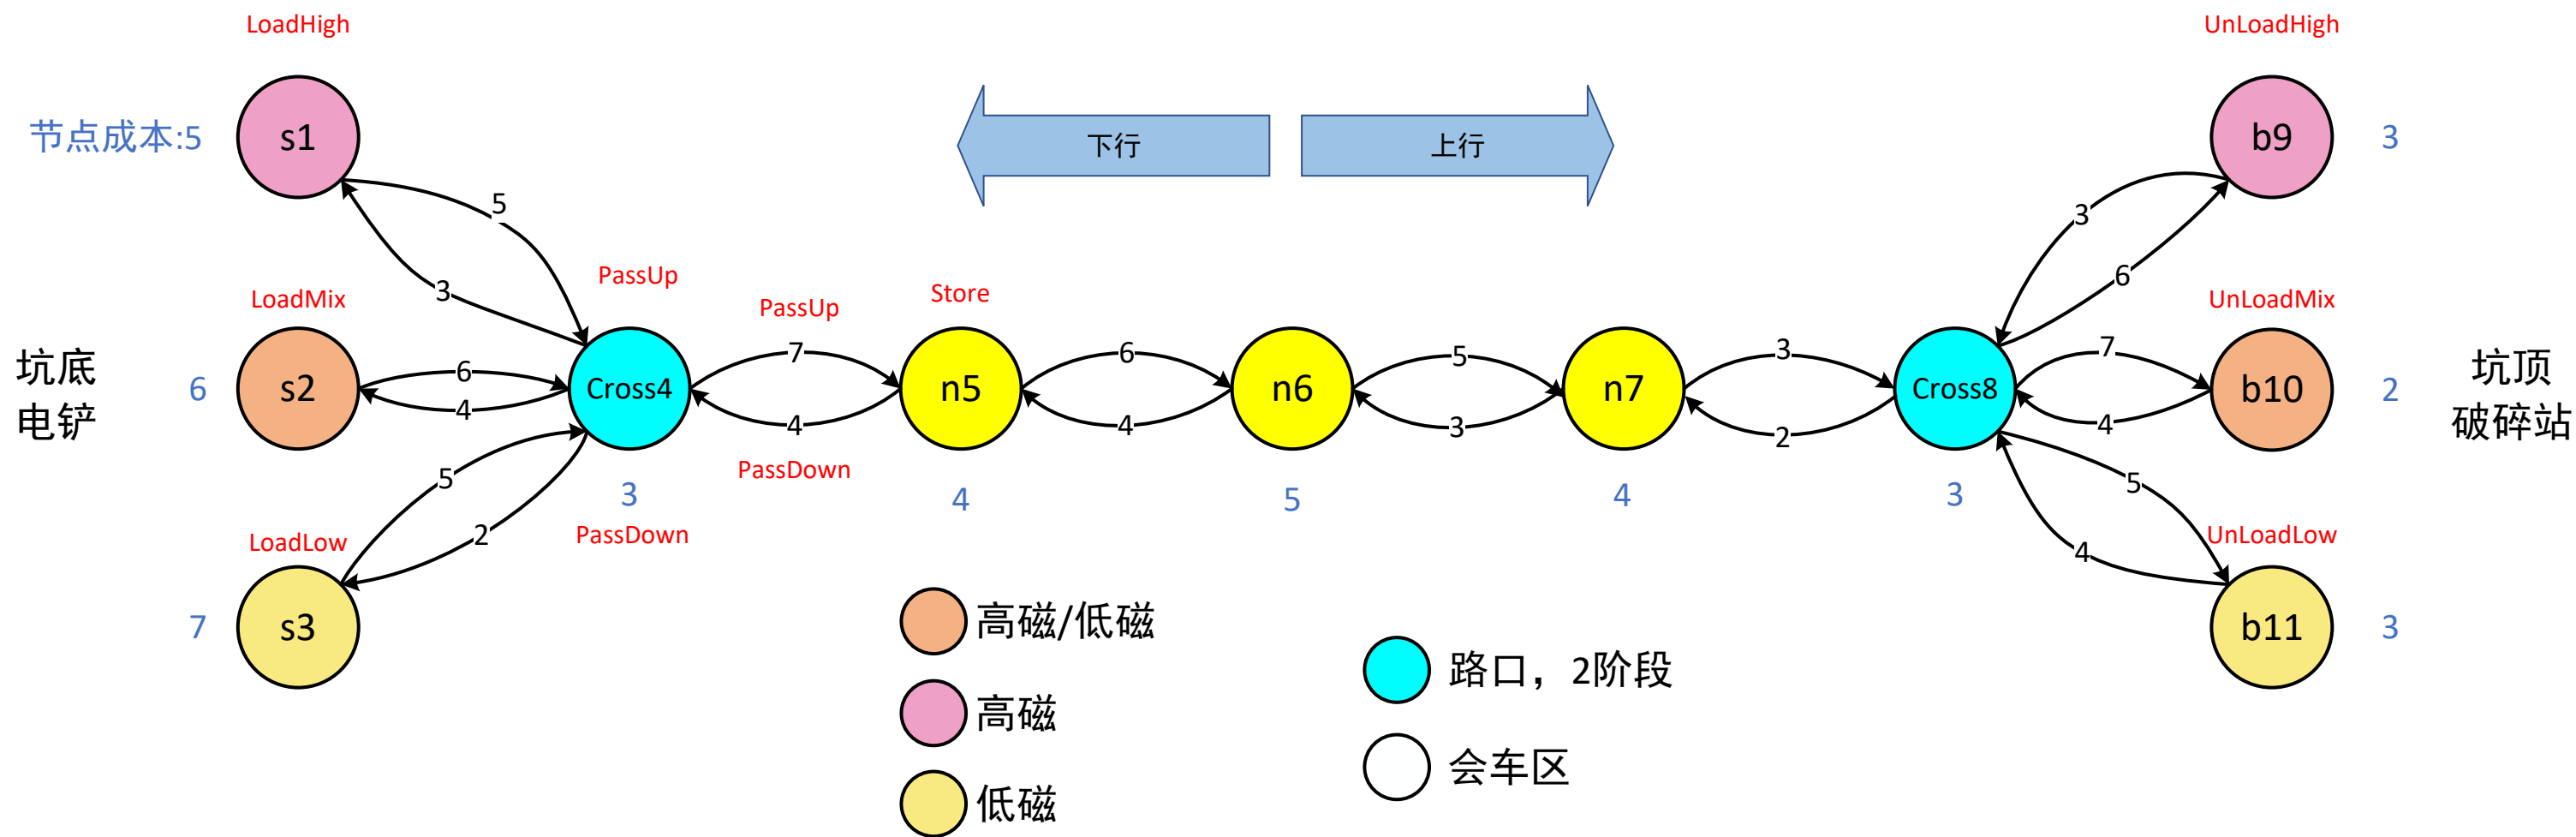 LoadHigh
UnLoadHigh
节点成本:5
s1
下行
上行
b9
3
5
3
3
6
LoadMix
PassUp
PassUp
Store
UnLoadMix
坑底
电铲
6
s2
6
4
Cross4
7
4
n5
6
4
n6
5
3
n7
3
2
Cross8
7
4
b10
2
坑顶
破碎站
PassDown
5
2
3
4
5
4
3
5
4
LoadLow
PassDown
UnLoadLow
7
s3
b11
3
高磁/低磁
路口，2阶段
高磁
会车区
低磁